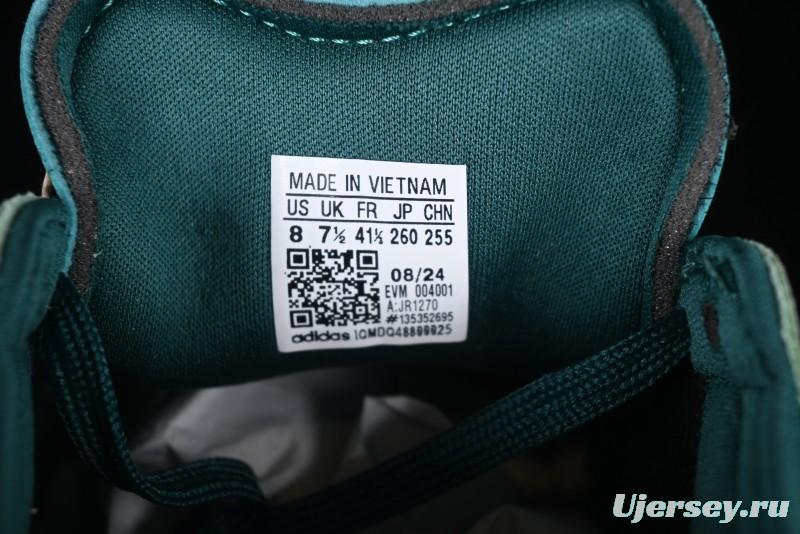 MADE IN VIETNAM
US UK FR JP CHN
8 7½ 41⅓ 260 255
08/24
EVM 004001
A:JR1270
#135352695
adidas 1QMDQ48800025
Ujersey.ru